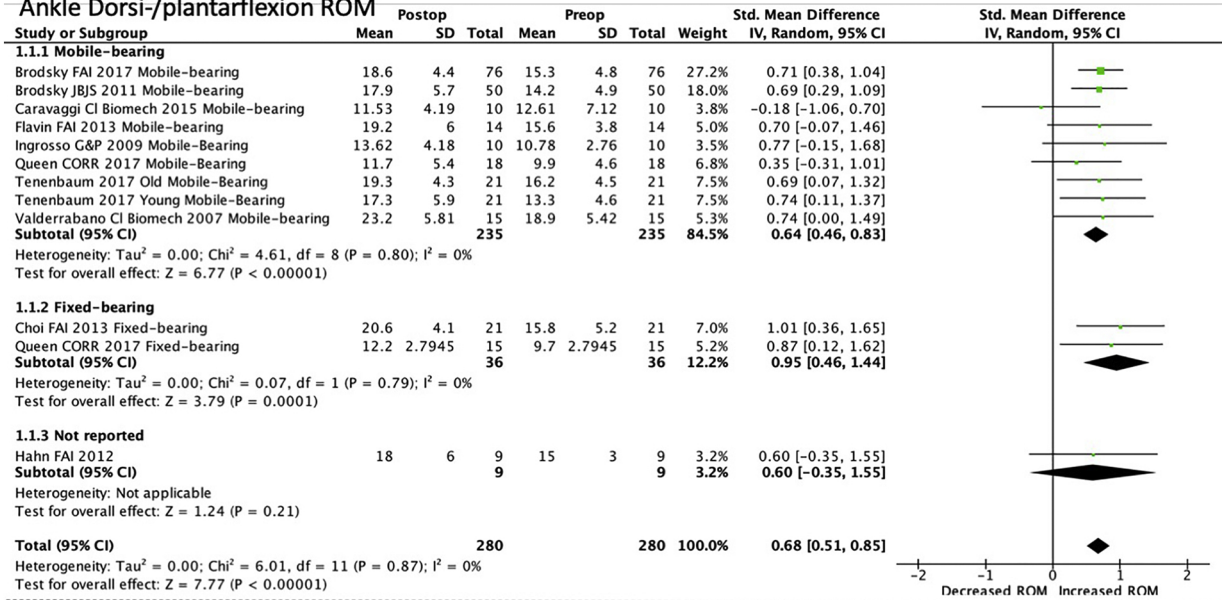 Ankle Dorsi-/plantarflexion ROM
Postop Preop Std. Mean Difference Std. Mean Difference
Study or Subgroup Mean SD Total Mean SD Total Weight IV, Random, 95% CI IV, Random, 95% CI
1.1.1 Mobile-bearing
Brodsky FAI 2017 Mobile-bearing 18.6 4.4 76 15.3 4.8 76 27.2% 0.71 [0.38, 1.04]
Brodsky JBJS 2011 Mobile-bearing 17.9 5.7 50 14.2 4.9 50 18.0% 0.69 [0.29, 1.09]
Caravaggi Cl Biomech 2015 Mobile-bearing 11.53 4.19 10 12.61 7.12 10 3.8% -0.18 [-1.06, 0.70]
Flavin FAI 2013 Mobile-bearing 19.2 6 14 15.6 3.8 14 5.0% 0.70 [-0.07, 1.46]
Ingrosso G&P 2009 Mobile-Bearing 13.62 4.18 10 10.78 2.76 10 3.5% 0.77 [-0.15, 1.68]
Queen CORR 2017 Mobile-Bearing 11.7 5.4 18 9.9 4.6 18 6.8% 0.35 [-0.31, 1.01]
Tenenbaum 2017 Old Mobile-Bearing 19.3 4.3 21 16.2 4.5 21 7.5% 0.69 [0.07, 1.32]
Tenenbaum 2017 Young Mobile-Bearing 17.3 5.9 21 13.3 4.6 21 7.5% 0.74 [0.11, 1.37]
Valderrabano Cl Biomech 2007 Mobile-bearing 23.2 5.81 15 18.9 5.42 15 5.3% 0.74 [0.00, 1.49]
Subtotal (95% CI) 235 235 84.5% 0.64 [0.46, 0.83]
Heterogeneity: Tau² = 0.00; Chi² = 4.61, df = 8 (P = 0.80); I² = 0%
Test for overall effect: Z = 6.77 (P < 0.00001)
1.1.2 Fixed-bearing
Choi FAI 2013 Fixed-bearing 20.6 4.1 21 15.8 5.2 21 7.0% 1.01 [0.36, 1.65]
Queen CORR 2017 Fixed-bearing 12.2 2.7945 15 9.7 2.7945 15 5.2% 0.87 [0.12, 1.62]
Subtotal (95% CI) 36 36 12.2% 0.95 [0.46, 1.44]
Heterogeneity: Tau² = 0.00; Chi² = 0.07, df = 1 (P = 0.79); I² = 0%
Test for overall effect: Z = 3.79 (P = 0.0001)
1.1.3 Not reported
Hahn FAI 2012 18 6 9 15 3 9 3.2% 0.60 [-0.35, 1.55]
Subtotal (95% CI) 9 9 3.2% 0.60 [-0.35, 1.55]
Heterogeneity: Not applicable
Test for overall effect: Z = 1.24 (P = 0.21)
Total (95% CI) 280 280 100.0% 0.68 [0.51, 0.85]
Heterogeneity: Tau² = 0.00; Chi² = 6.01, df = 11 (P = 0.87); I² = 0%
Test for overall effect: Z = 7.77 (P < 0.00001)
-2 -1 0 1 2
Decreased ROM Increased ROM